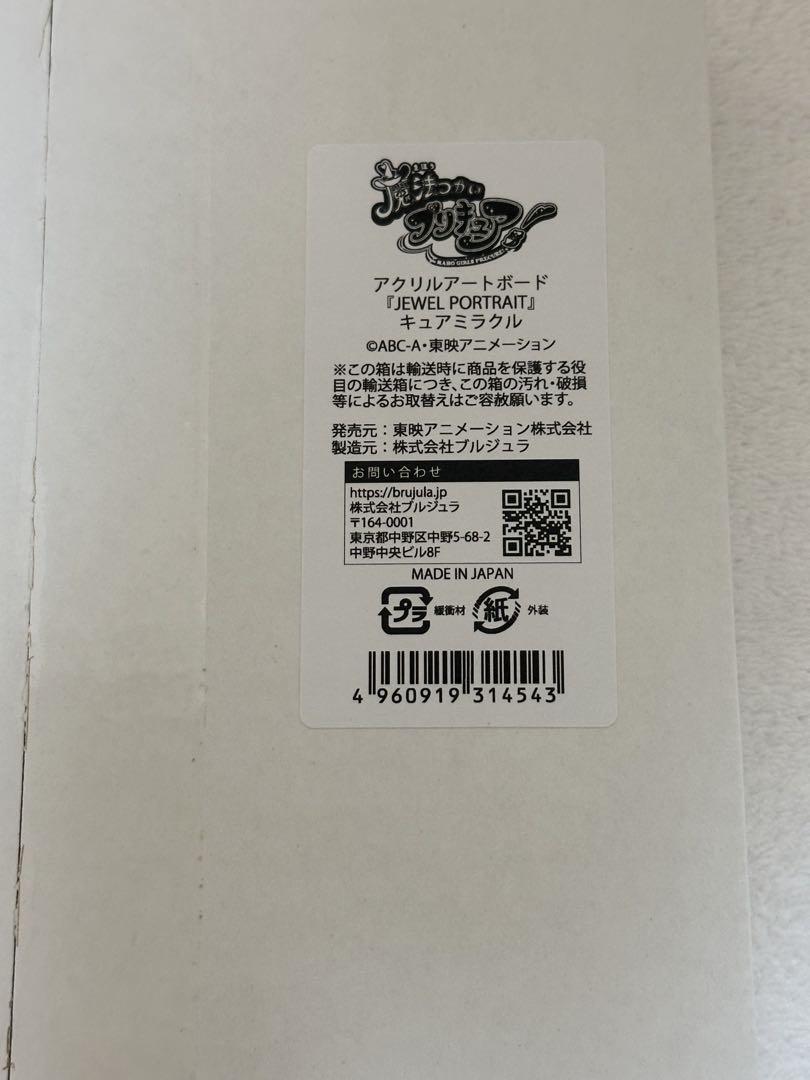 まほう
魔法つかい
プリキュア!
MAHO GIRLS PRECURE!
アクリルアートボード
『JEWEL PORTRAIT』
キュアミラクル
©ABC-A・東映アニメーション
※この箱は輸送時に商品を保護する役
目の輸送箱につき、この箱の汚れ・破損
等によるお取替えはご容赦願います。
発売元：東映アニメーション株式会社
製造元：株式会社ブルジュラ
お問い合わせ
https://brujula.jp
株式会社ブルジュラ
〒164-0001
東京都中野区中野5-68-2
中野中央ビル8F
MADE IN JAPAN
プラ 緩衝材 紙 外装
4 960919 314543